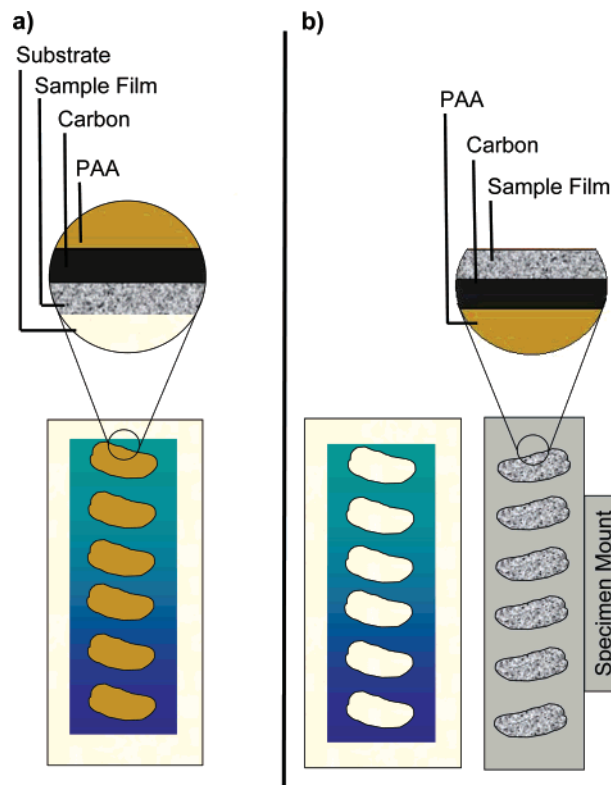 a)
Substrate
Sample Film
Carbon
PAA
b)
PAA
Carbon
Sample Film
Specimen Mount